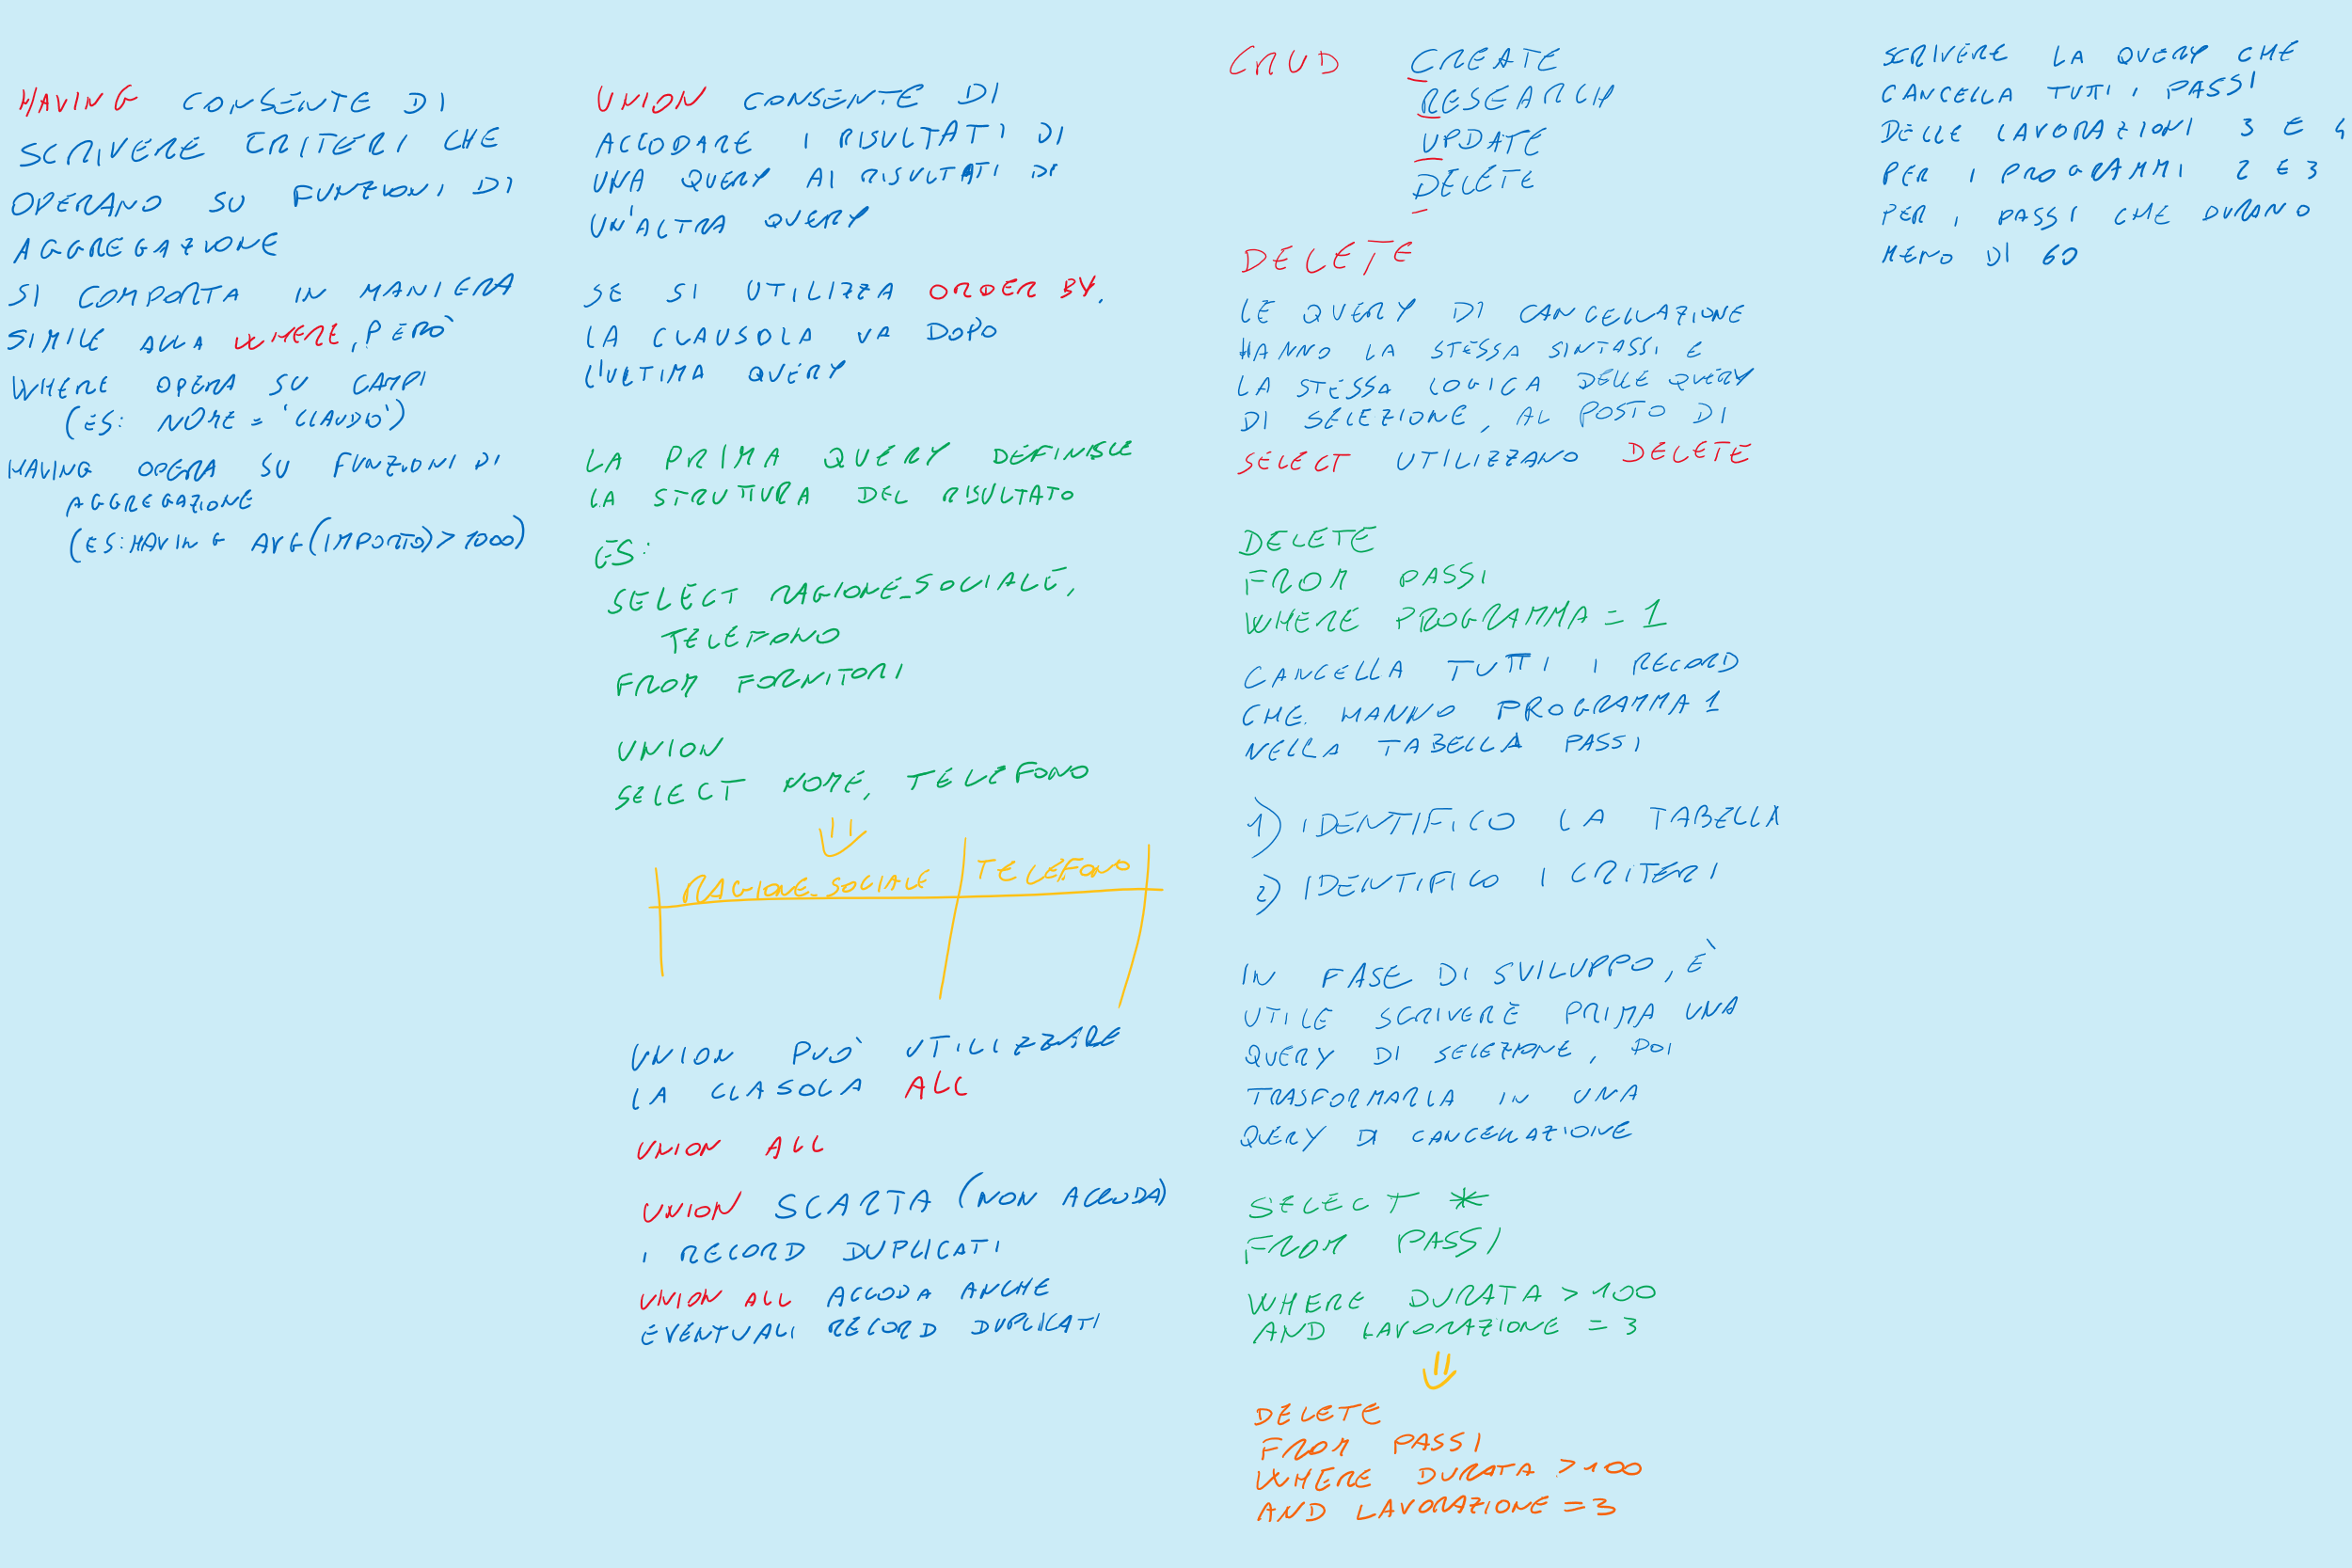 HAVING CONSENTE DI
SCRIVERE CRITERI CHE
OPERANO SU FUNZIONI DI
AGGREGAZIONE
SI COMPORTA IN MANIERA
SIMILE ALLA WHERE, PERÒ
WHERE OPERA SU CAMPI
(ES: NOME = 'CLAUDIO')
HAVING OPERA SU FUNZIONI DI
AGGREGAZIONE
(ES: HAVING AVG(IMPORTO) > 1000)
UNION CONSENTE DI
ACCODARE I RISULTATI DI
UNA QUERY AI RISULTATI DI
UN'ALTRA QUERY
SE SI UTILIZZA ORDER BY,
LA CLAUSOLA VA DOPO
L'ULTIMA QUERY
LA PRIMA QUERY DEFINISCE
LA STRUTTURA DEL RISULTATO
ES:
SELECT RAGIONE_SOCIALE,
TELEFONO
FROM FORNITORI
UNION
SELECT NOME, TELEFONO
RAGIONE_SOCIALE TELEFONO
UNION PUÒ UTILIZZARE
LA CLASOLA ALL
UNION ALL
UNION SCARTA (NON ACCODA)
I RECORD DUPLICATI
UNION ALL ACCODA ANCHE
EVENTUALI RECORD DUPLICATI
CRUD CREATE
RESEARCH
UPDATE
DELETE
DELETE
LE QUERY DI CANCELLAZIONE
HANNO LA STESSA SINTASSI E
LA STESSA LOGICA DELLE QUERY
DI SELEZIONE, AL POSTO DI
SELECT UTILIZZANO DELETE
DELETE
FROM PASSI
WHERE PROGRAMMA = 1
CANCELLA TUTTI I RECORD
CHE HANNO PROGRAMMA 1
NELLA TABELLA PASSI
1) IDENTIFICO LA TABELLA
2) IDENTIFICO I CRITERI
IN FASE DI SVILUPPO, È
UTILE SCRIVERE PRIMA UNA
QUERY DI SELEZIONE, POI
TRASFORMARLA IN UNA
QUERY DI CANCELLAZIONE
SELECT *
FROM PASSI
WHERE DURATA > 100
AND LAVORAZIONE = 3
DELETE
FROM PASSI
WHERE DURATA > 100
AND LAVORAZIONE = 3
SCRIVERE LA QUERY CHE
CANCELLA TUTTI I PASSI
DELLE LAVORAZIONI 3 E 4
PER I PROGRAMMI 2 E 3
PER I PASSI CHE DURANO
MENO DI 60